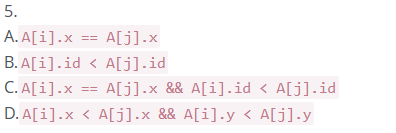 5.
A. A[i].x == A[j].x
B. A[i].id < A[j].id
C. A[i].x == A[j].x && A[i].id < A[j].id
D. A[i].x < A[j].x && A[i].y < A[j].y